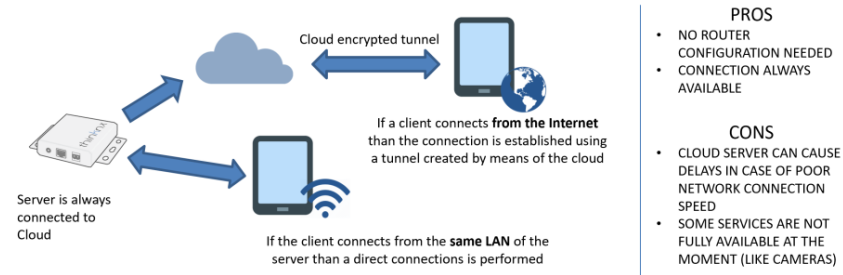 Cloud encrypted tunnel
If a client connects from the Internet
than the connection is established using
a tunnel created by means of the cloud
thinknx
Server is always
connected to
Cloud
If the client connects from the same LAN of the
server than a direct connections is performed
PROS
• NO ROUTER
CONFIGURATION NEEDED
• CONNECTION ALWAYS
AVAILABLE
CONS
• CLOUD SERVER CAN CAUSE
DELAYS IN CASE OF POOR
NETWORK CONNECTION
SPEED
• SOME SERVICES ARE NOT
FULLY AVAILABLE AT THE
MOMENT (LIKE CAMERAS)